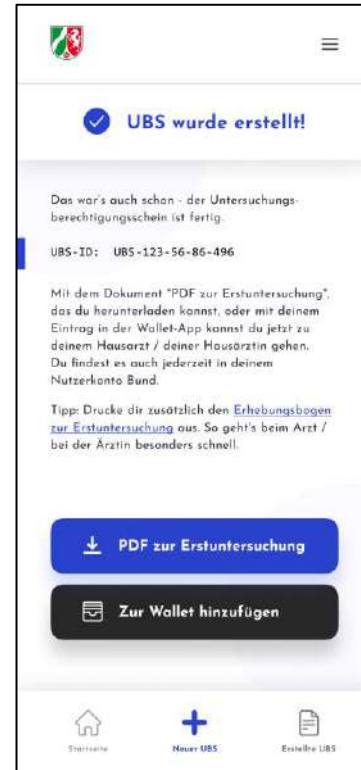 UBS wurde erstellt!
Das war's auch schon - der Untersuchungs-
berechtigungsschein ist fertig.
UBS-ID: UBS-123-56-86-496
Mit dem Dokument "PDF zur Erstuntersuchung",
das du herunterladen kannst, oder mit deinem
Eintrag in der Wallet-App kannst du jetzt zu
deinem Hausarzt / deiner Hausärztin gehen.
Du findest es auch jederzeit in deinem
Nutzerkonto Bund.
Tipp: Drucke dir zusätzlich den Erhebungsbogen
zur Erstuntersuchung aus. So geht's beim Arzt /
bei der Ärztin besonders schnell.
PDF zur Erstuntersuchung
Zur Wallet hinzufügen
Startseite Neuer UBS Erstellte UBS